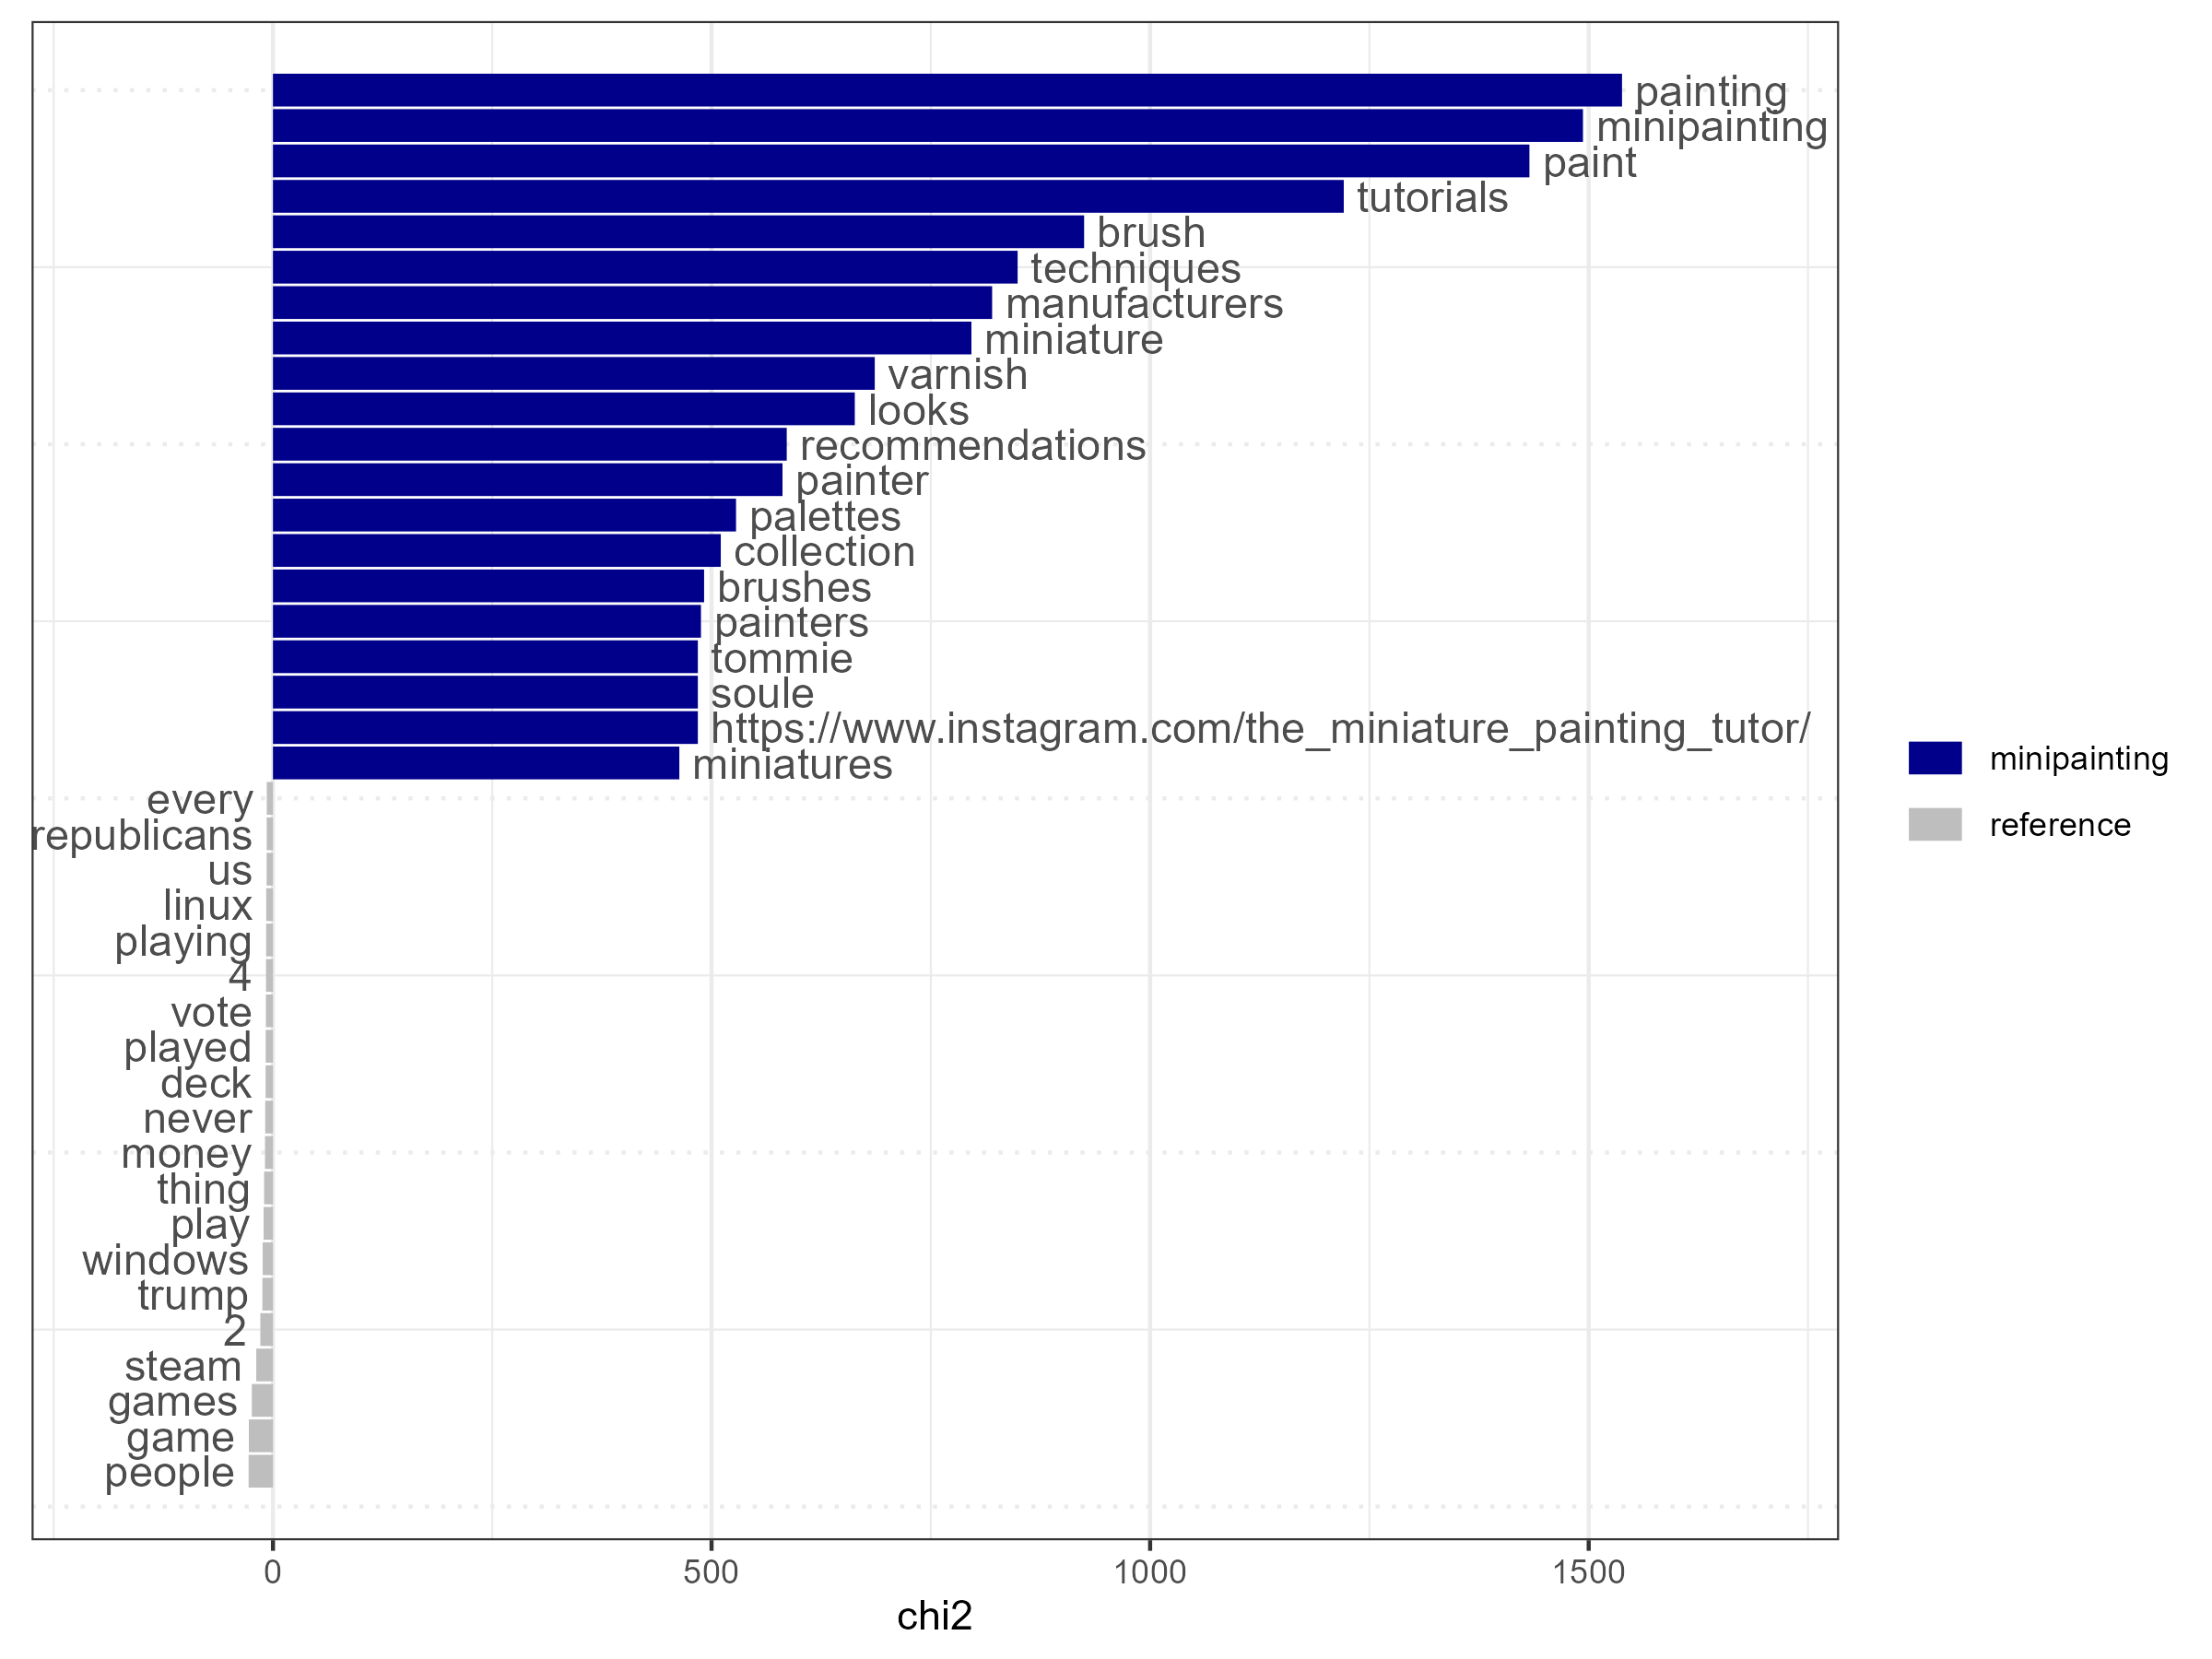 painting
minipainting
paint
tutorials
brush
techniques
manufacturers
miniature
varnish
looks
recommendations
painter
palettes
collection
brushes
painters
tommie
soule
https://www.instagram.com/the_miniature_painting_tutor/
miniatures
every
republicans
us
linux
playing
4
vote
played
deck
never
money
thing
play
windows
trump
2
steam
games
game
people
0 500 1000 1500
chi2
minipainting
reference